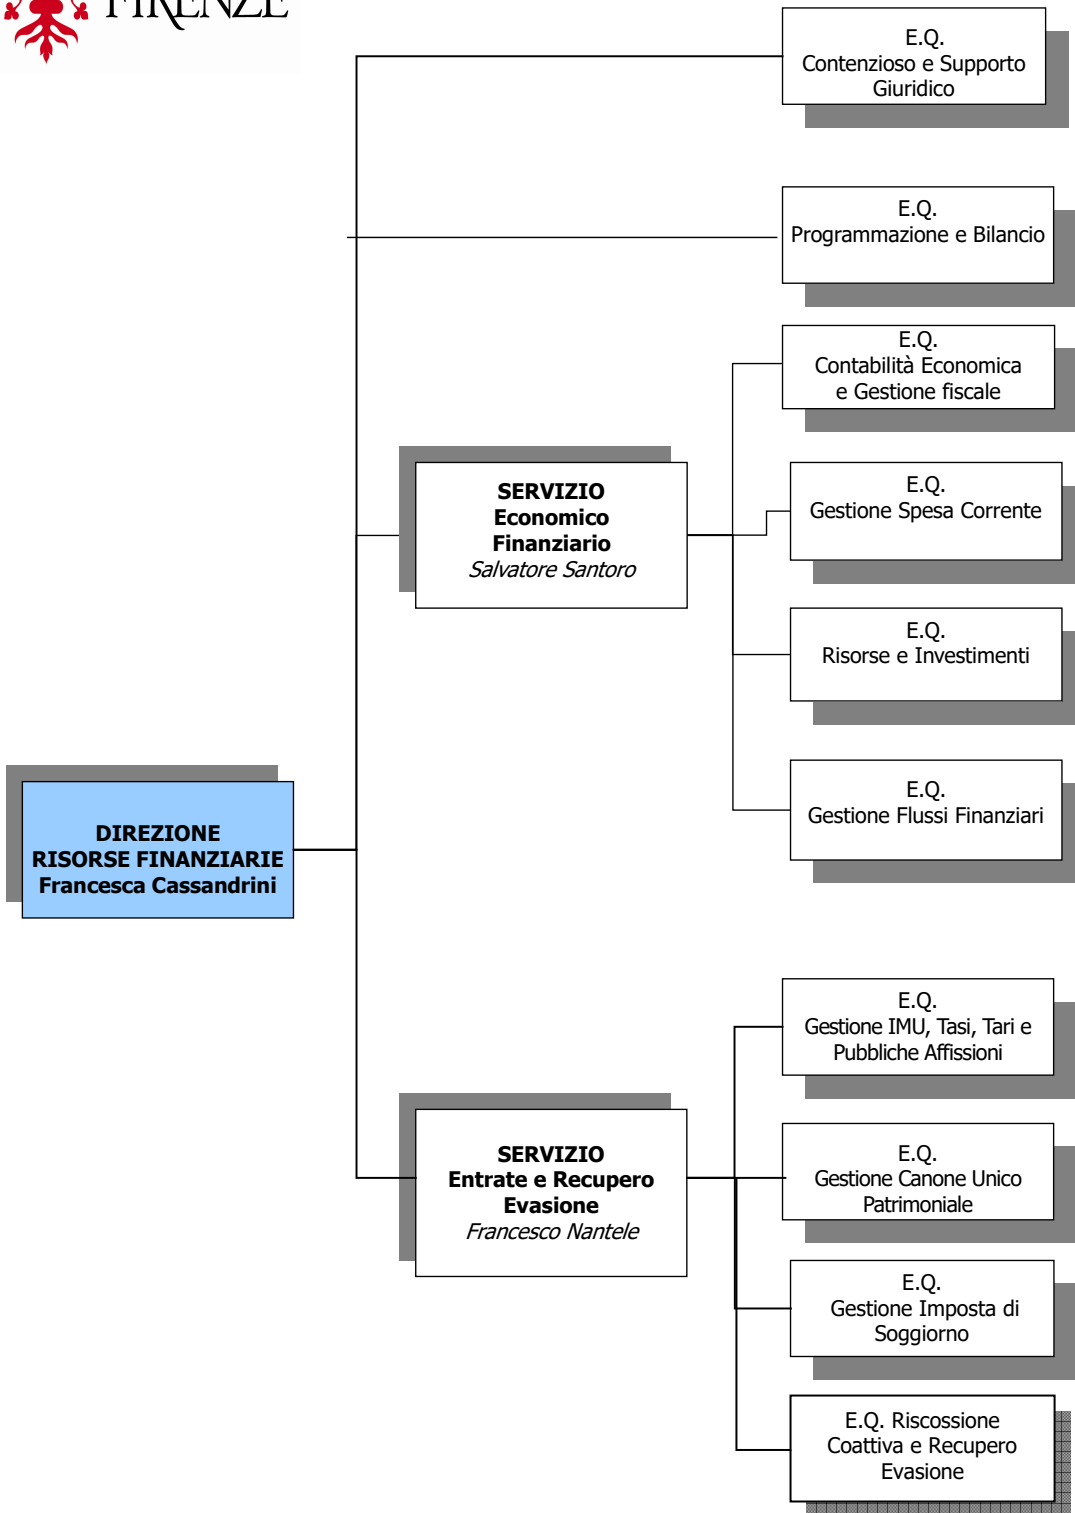 FIRENZE
E.Q.
Contenzioso e Supporto
Giuridico
E.Q.
Programmazione e Bilancio
E.Q.
Contabilità Economica
e Gestione fiscale
SERVIZIO
Economico
Finanziario
Salvatore Santoro
E.Q.
Gestione Spesa Corrente
E.Q.
Risorse e Investimenti
E.Q.
Gestione Flussi Finanziari
DIREZIONE
RISORSE FINANZIARIE
Francesca Cassandrini
E.Q.
Gestione IMU, Tasi, Tari e
Pubbliche Affissioni
SERVIZIO
Entrate e Recupero
Evasione
Francesco Nantele
E.Q.
Gestione Canone Unico
Patrimoniale
E.Q.
Gestione Imposta di
Soggiorno
E.Q. Riscossione
Coattiva e Recupero
Evasione